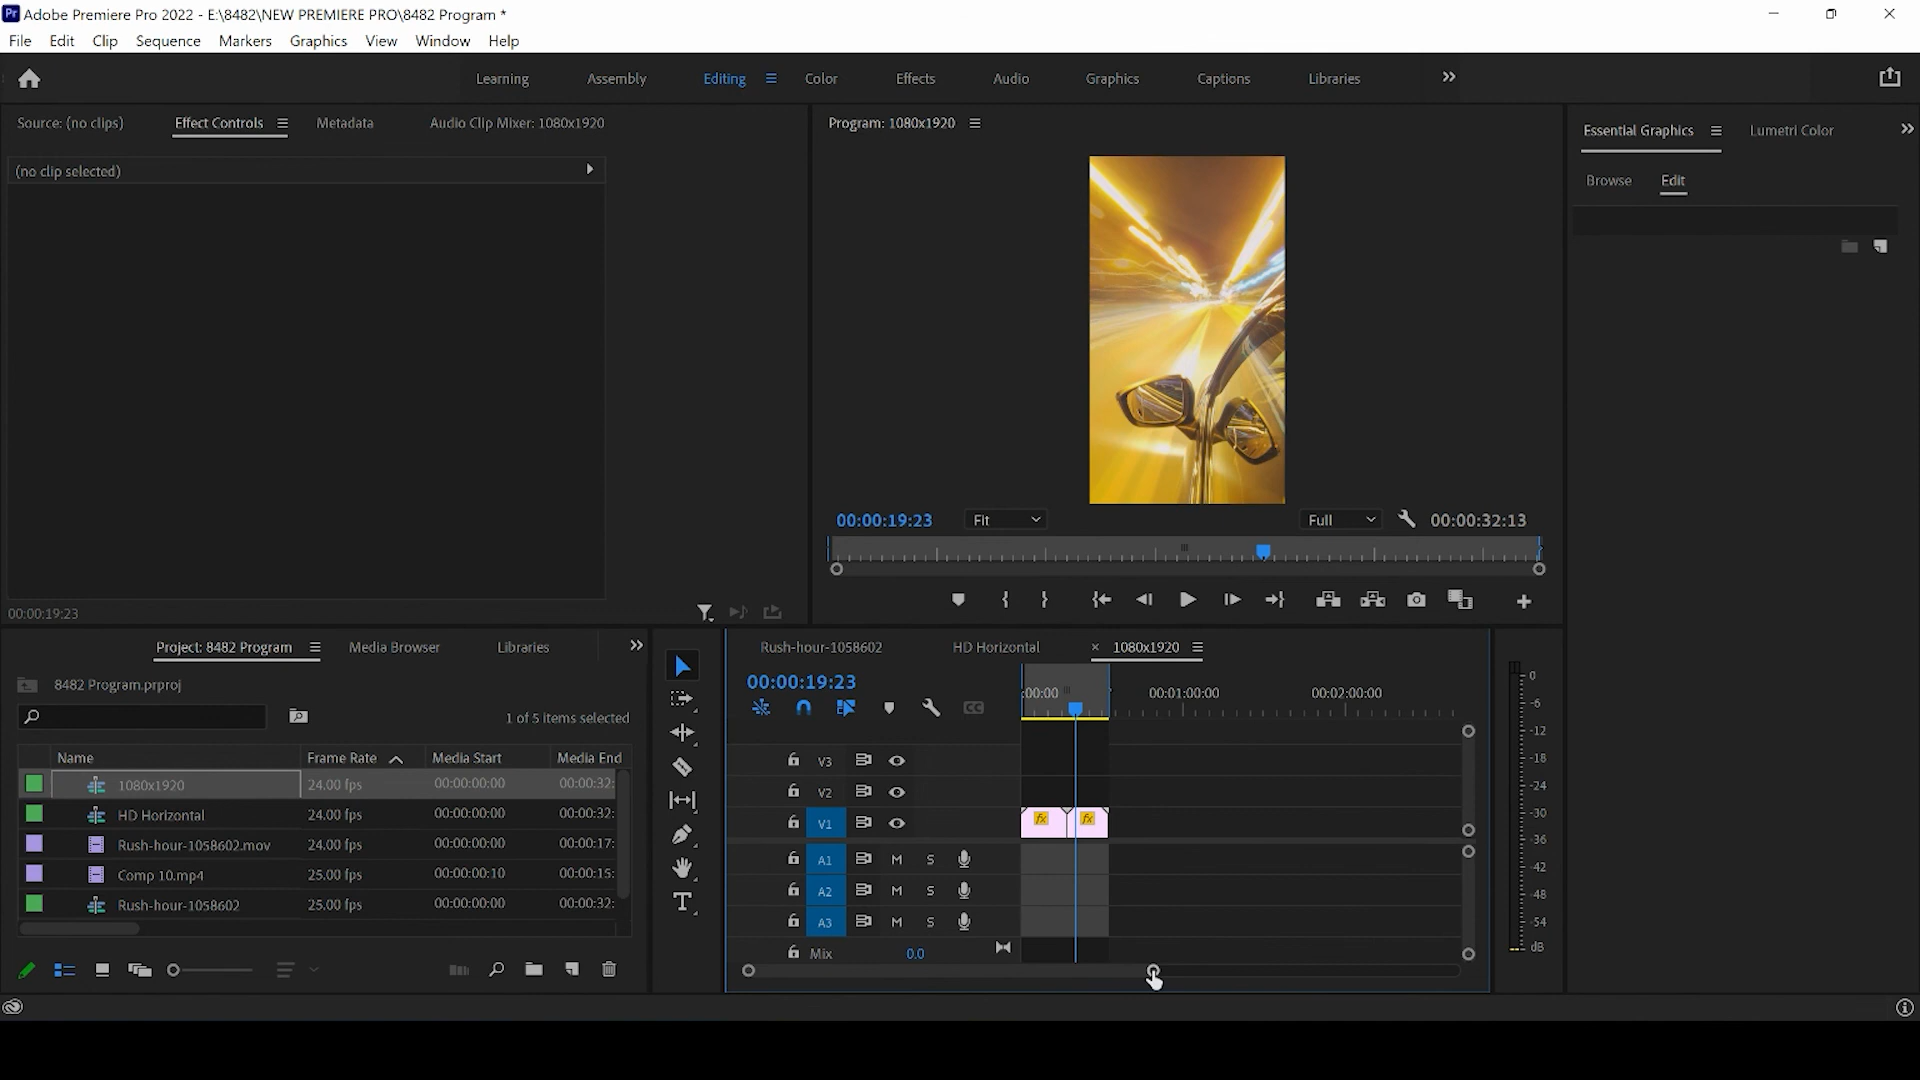 Pr Adobe Premiere Pro 2022 - E:\8482\NEW PREMIERE PRO\8482 Program *
File Edit Clip Sequence Markers Graphics View Window Help
Learning Assembly Editing Color Effects Audio Graphics Captions Libraries
Source: (no clips) Effect Controls Metadata Audio Clip Mixer: 1080x1920
(no clip selected)
00:00:19:23
Program: 1080x1920
00:00:19:23 Fit Full 00:00:32:13
Essential Graphics Lumetri Color
Browse Edit
Project: 8482 Program Media Browser Libraries
8482 Program.prproj
1 of 5 items selected
Name Frame Rate Media Start Media End
1080x1920 24.00 fps 00:00:00:00 00:00:32:
HD Horizontal 24.00 fps 00:00:00:00 00:00:32:
Rush-hour-1058602.mov 24.00 fps 00:00:00:00 00:00:17:
Comp 10.mp4 25.00 fps 00:00:00:10 00:00:15:
Rush-hour-1058602 25.00 fps 00:00:00:00 00:00:32:
Rush-hour-1058602 HD Horizontal × 1080x1920
00:00:19:23
:00:00 00:01:00:00 00:02:00:00
CC
V3
V2
V1 fx fx
A1 M S
A2 M S
A3 M S
Mix 0.0
0
-6
-12
-18
-24
-30
-36
-42
-48
-54
dB